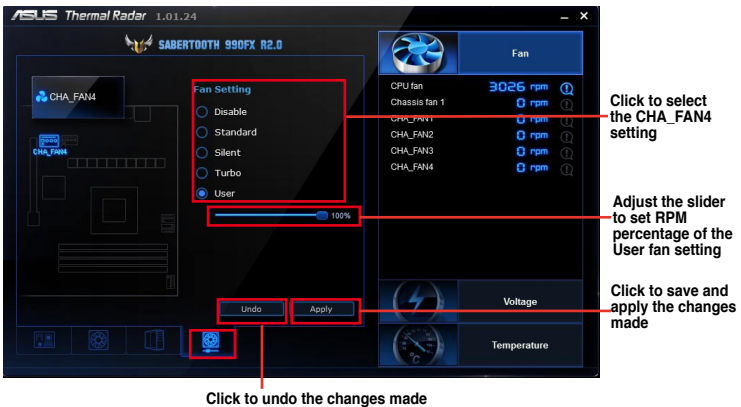 ASUS Thermal Radar 1.01.24
SABERTOOTH 990FX R2.0
CHA_FAN4
CHA_FAN4
Fan Setting
Disable
Standard
Silent
Turbo
User
100%
Undo
Apply
Fan
CPU fan 3026 rpm
Chassis fan 1 0 rpm
CHA_FAN1 0 rpm
CHA_FAN2 0 rpm
CHA_FAN3 0 rpm
CHA_FAN4 0 rpm
Voltage
°C
Temperature
Click to select
the CHA_FAN4
setting
Adjust the slider
to set RPM
percentage of the
User fan setting
Click to save and
apply the changes
made
Click to undo the changes made